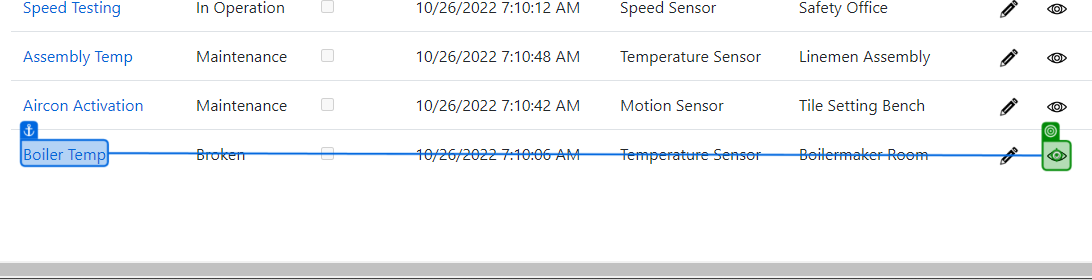 Speed Testing In Operation 10/26/2022 7:10:12 AM Speed Sensor Safety Office
Assembly Temp Maintenance 10/26/2022 7:10:48 AM Temperature Sensor Linemen Assembly
Aircon Activation Maintenance 10/26/2022 7:10:42 AM Motion Sensor Tile Setting Bench
Boiler Temp Broken 10/26/2022 7:10:06 AM Temperature Sensor Boilermaker Room